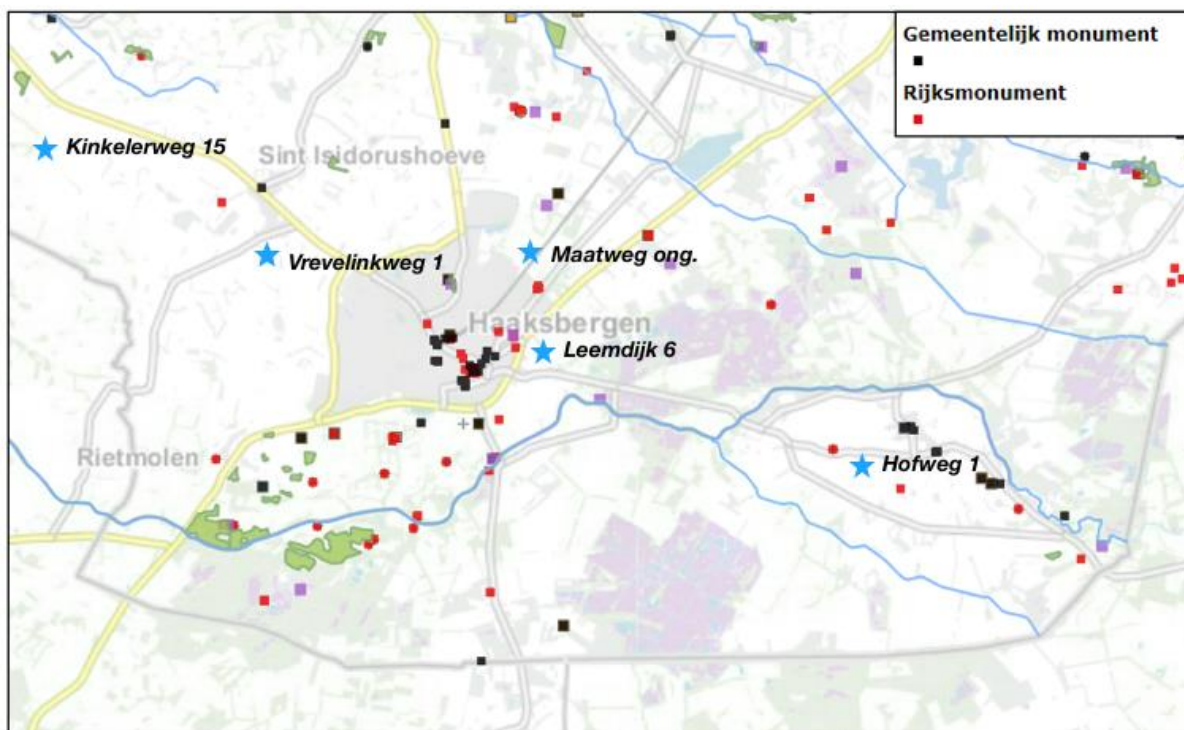 Gemeentelijk monument
Rijksmonument
Kinkelerweg 15
Sint Isidorushoeve
Vrevelinkweg 1
Maatweg ong.
Haaksbergen
Leemdijk 6
Rietmolen
Hofweg 1